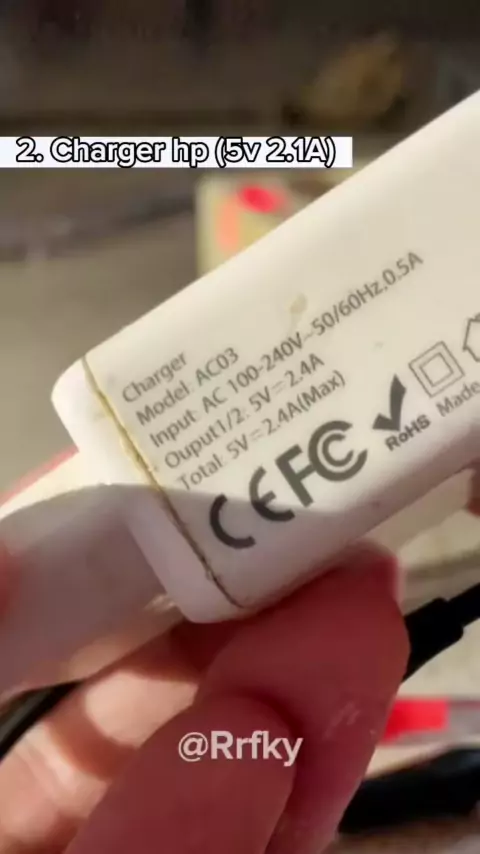 2. Charger hp (5v 2.1A)
Charger
Model: AC03
Input: AC 100-240V~50/60Hz,0.5A
Ouput1/2: 5V=2.4A
Total: 5V=2.4A(Max)
CE FC RoHS Made
@Rrfky